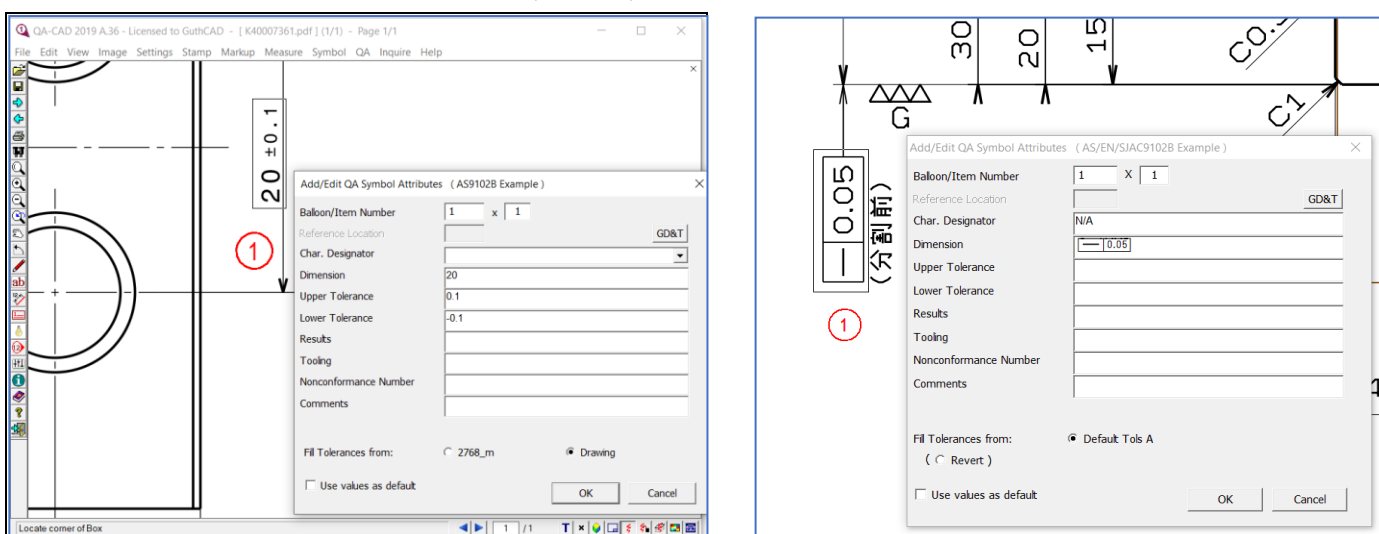 QA-CAD 2019 A.36 - Licensed to GuthCAD - [ K40007361.pdf ] (1/1) - Page 1/1
File Edit View Image Settings Stamp Markup Measure Symbol QA Inquire Help
20 ±0.1
1
Add/Edit QA Symbol Attributes ( AS9102B Example )
Balloon/Item Number 1 x 1
Reference Location GD&T
Char. Designator
Dimension 20
Upper Tolerance 0.1
Lower Tolerance -0.1
Results
Tooling
Nonconformance Number
Comments
Fill Tolerances from: 2768_m Drawing
Use values as default
OK Cancel
Locate corner of Box
1 /1
30
20
15
G
C1
0.05
(分割前)
1
Add/Edit QA Symbol Attributes ( AS/EN/SJAC9102B Example )
Balloon/Item Number 1 X 1
Reference Location GD&T
Char. Designator N/A
Dimension — 0.05
Upper Tolerance
Lower Tolerance
Results
Tooling
Nonconformance Number
Comments
Fill Tolerances from: Default Tols A
( Revert )
Use values as default
OK Cancel